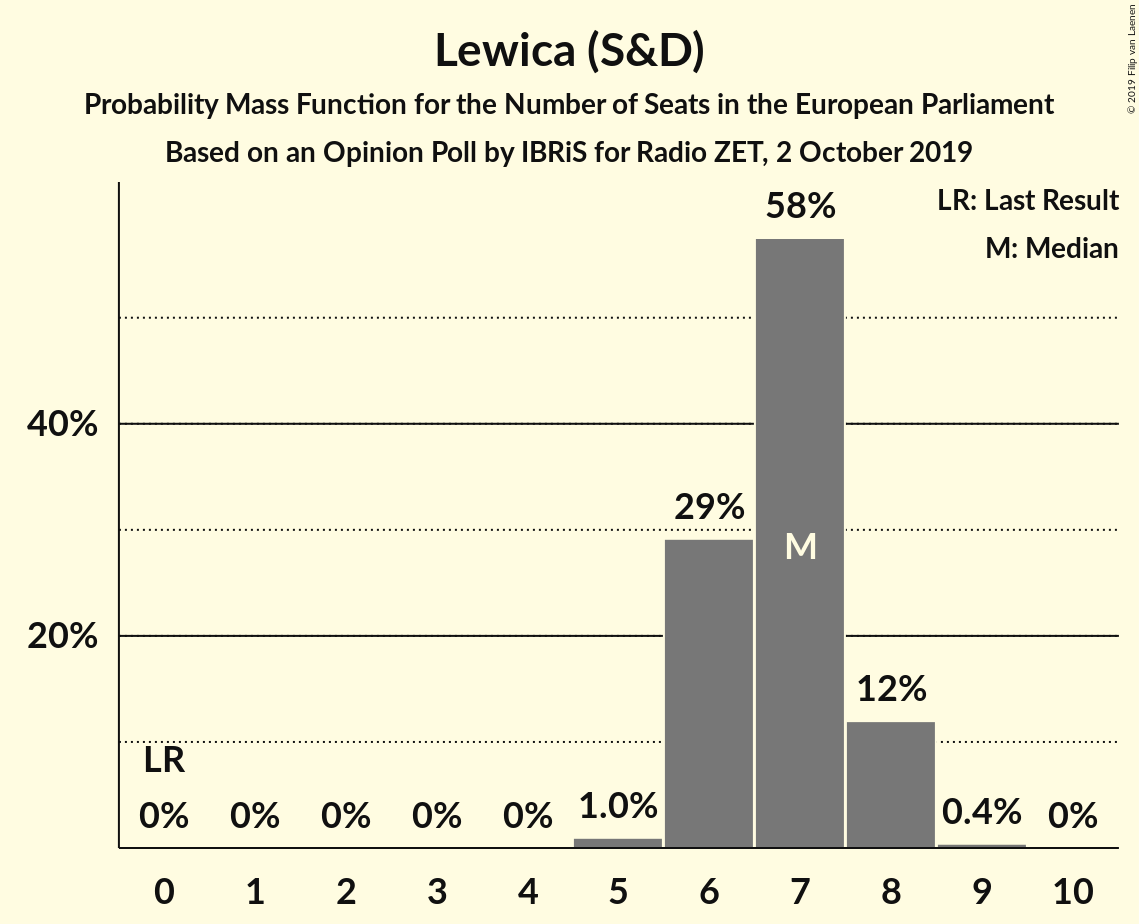 Lewica (S&D)
Probability Mass Function for the Number of Seats in the European Parliament
Based on an Opinion Poll by IBRiS for Radio ZET, 2 October 2019
© 2019 Filip van Laenen
LR: Last Result
M: Median
58%
40%
29%
M
20%
12%
LR
0% 0% 0% 0% 0% 1.0% 0.4% 0%
0 1 2 3 4 5 6 7 8 9 10